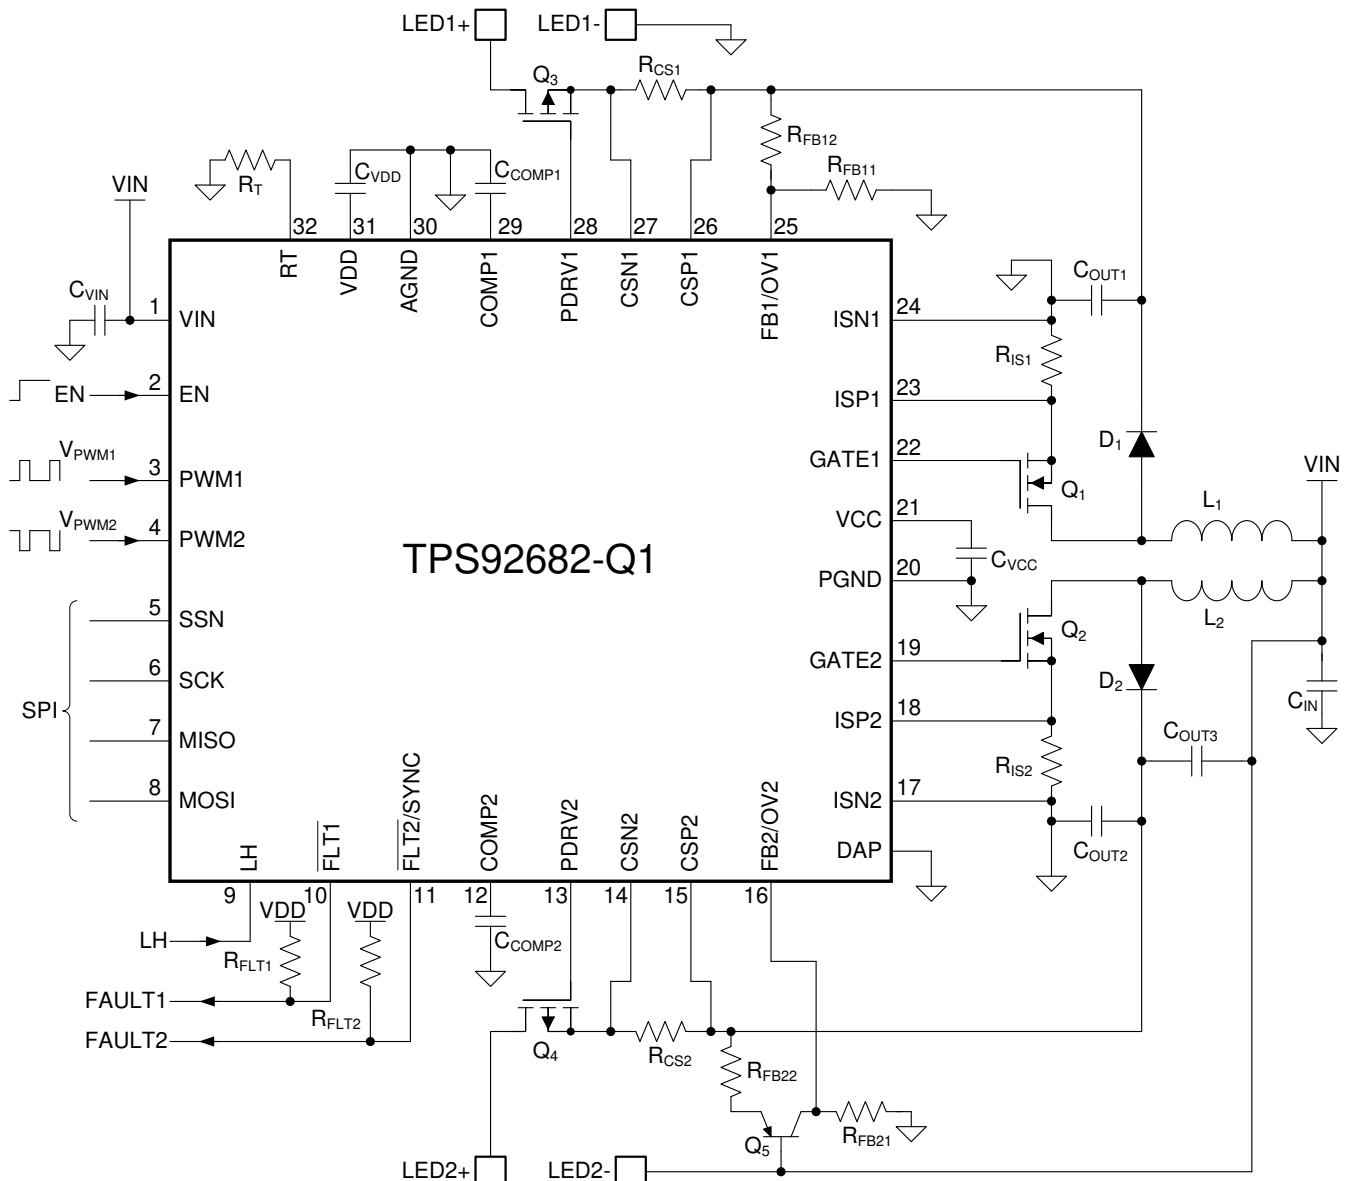 LED1+ LED1-
Q3 RCS1
RFB12
RFB11
RT
CVDD
CCOMP1
VIN
32 31 30 29 28 27 26 25
RT VDD AGND COMP1 PDRV1 CSN1 CSP1 FB1/OV1
CVIN
1 VIN
EN 2 EN
VPWM1 3 PWM1
VPWM2 4 PWM2
TPS92682-Q1
SPI
5 SSN
6 SCK
7 MISO
8 MOSI
ISN1 24
ISP1 23
GATE1 22
VCC 21
PGND 20
GATE2 19
ISP2 18
ISN2 17
DAP
COUT1
RIS1
D1
Q1
L1
VIN
CVCC
L2
Q2
D2
CIN
COUT3
RIS2
COUT2
LH FLT1 FLT2/SYNC COMP2 PDRV2 CSN2 CSP2 FB2/OV2
9 10 11 12 13 14 15 16
VDD VDD
LH
RFLT1
CCOMP2
FAULT1
RFLT2
FAULT2
Q4 RCS2
RFB22
Q5 RFB21
LED2+ LED2-